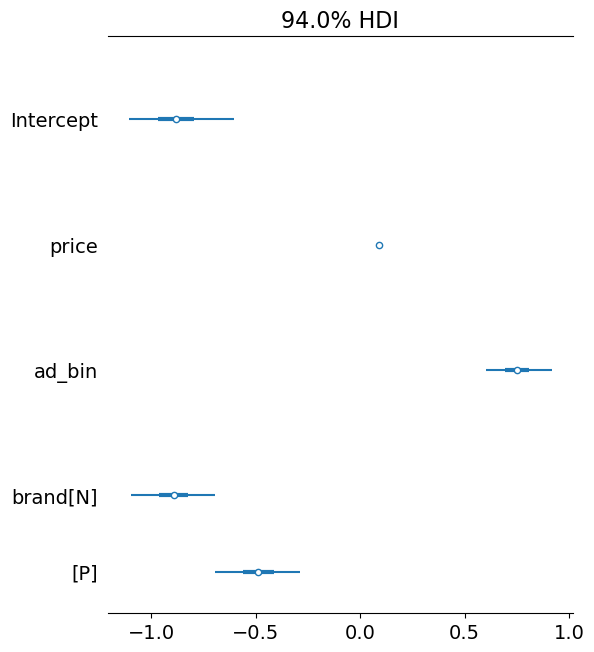 94.0% HDI
Intercept
price
ad_bin
brand[N]
[P]
−1.0 −0.5 0.0 0.5 1.0